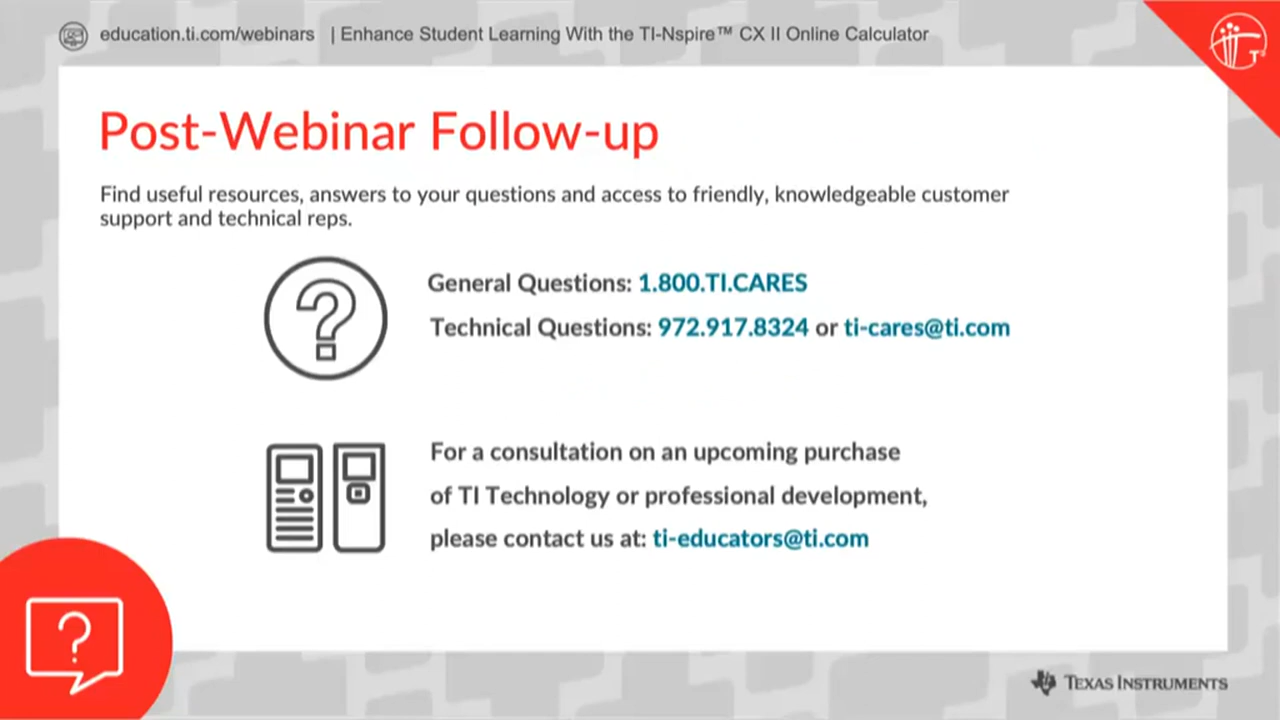 education.ti.com/webinars | Enhance Student Learning With the TI-Nspire™ CX II Online Calculator
Post-Webinar Follow-up
Find useful resources, answers to your questions and access to friendly, knowledgeable customer
support and technical reps.
General Questions: 1.800.TI.CARES
Technical Questions: 972.917.8324 or ti-cares@ti.com
For a consultation on an upcoming purchase
of TI Technology or professional development,
please contact us at: ti-educators@ti.com
TEXAS INSTRUMENTS